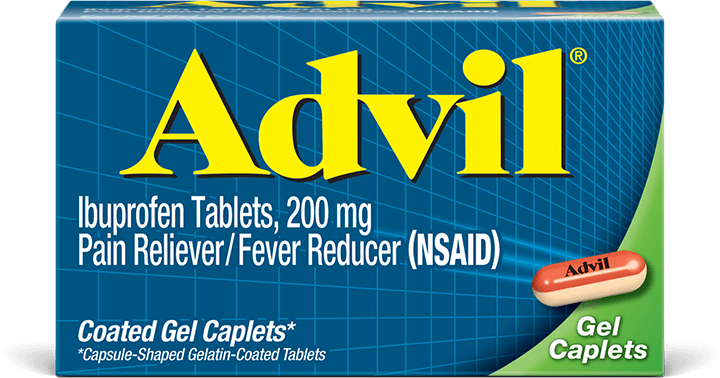 Advil®
Ibuprofen Tablets, 200 mg
Pain Reliever/Fever Reducer (NSAID)
Advil
Coated Gel Caplets*
*Capsule-Shaped Gelatin-Coated Tablets
Gel
Caplets